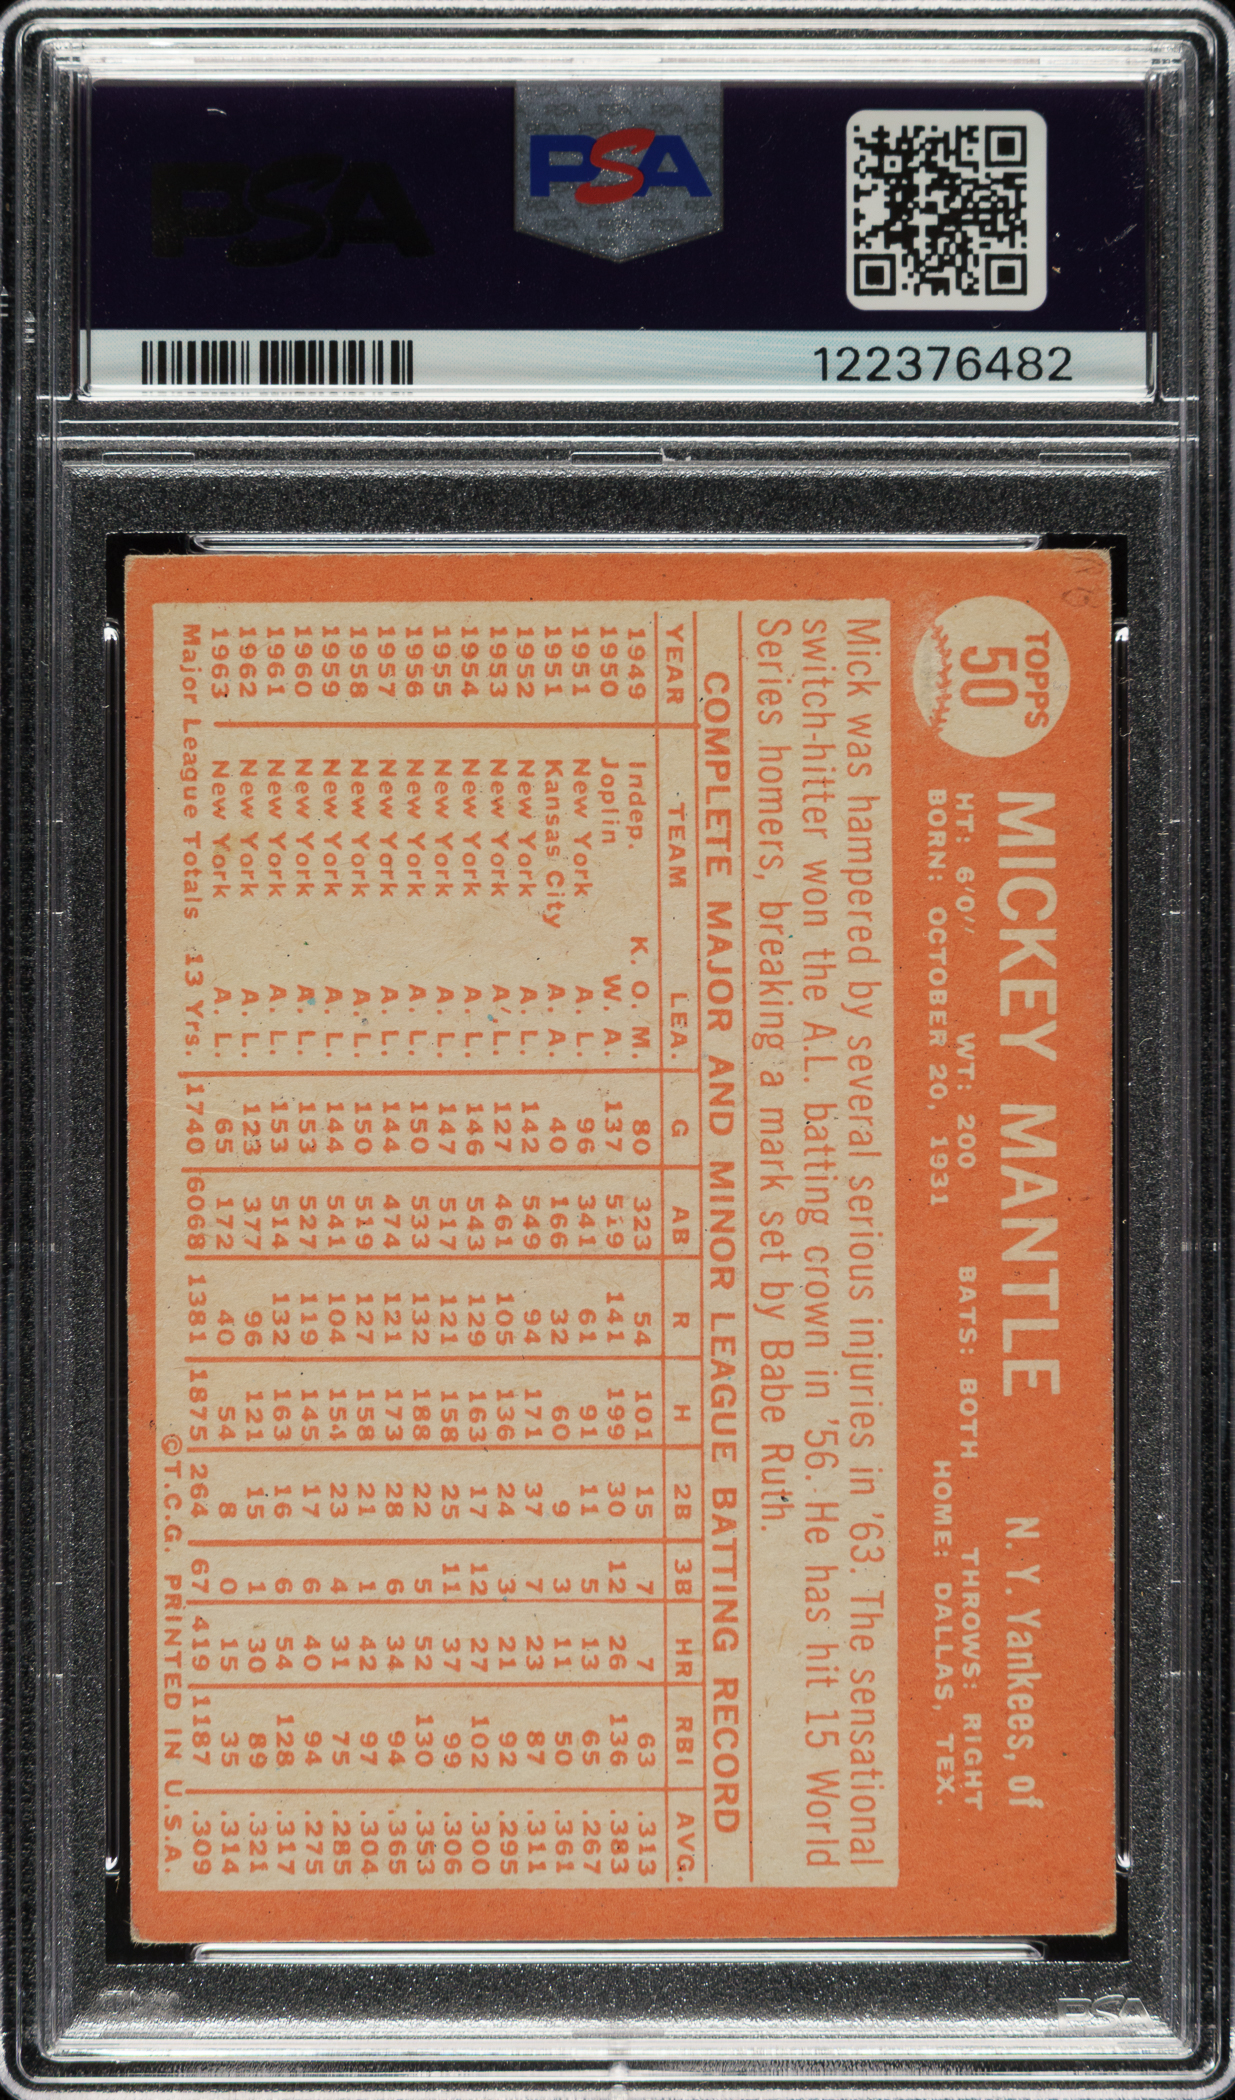 PSA
PSA
122376482
TOPPS
50
MICKEY MANTLE N. Y. Yankees, of
HT: 6'0" WT: 200 BATS: BOTH THROWS: RIGHT
BORN: OCTOBER 20, 1931 HOME: DALLAS, TEX.
Mick was hampered by several serious injuries in '63. The sensational
switch-hitter won the A.L. batting crown in '56. He has hit 15 World
Series homers, breaking a mark set by Babe Ruth.
COMPLETE MAJOR AND MINOR LEAGUE BATTING RECORD
YEAR TEAM LEA. G AB R H 2B 3B HR RBI AVG.
1949 Indep. K. O. M. 80 323 54 101 15 7 7 63 .313
1950 Joplin W. A. 137 519 141 199 30 12 26 136 .383
1951 New York A. L. 96 341 61 91 11 5 13 65 .267
1951 Kansas City A. A. 40 166 32 60 9 3 11 50 .361
1952 New York A. L. 142 549 94 171 37 7 23 87 .311
1953 New York A. L. 127 461 105 136 24 3 21 92 .295
1954 New York A. L. 146 543 129 163 17 12 27 102 .300
1955 New York A. L. 147 517 121 158 25 11 37 99 .306
1956 New York A. L. 150 533 132 188 22 5 52 130 .353
1957 New York A. L. 144 474 121 173 28 6 34 94 .365
1958 New York A. L. 150 519 127 158 21 1 42 97 .304
1959 New York A. L. 144 541 104 154 23 4 31 75 .285
1960 New York A. L. 153 527 119 145 17 6 40 94 .275
1961 New York A. L. 153 514 132 163 16 6 54 128 .317
1962 New York A. L. 123 377 96 121 15 1 30 89 .321
1963 New York A. L. 65 172 40 54 8 0 15 35 .314
Major League Totals 13 Yrs. 1740 6068 1381 1875 264 67 419 1187 .309
©T.C.G. PRINTED IN U.S.A.
PSA